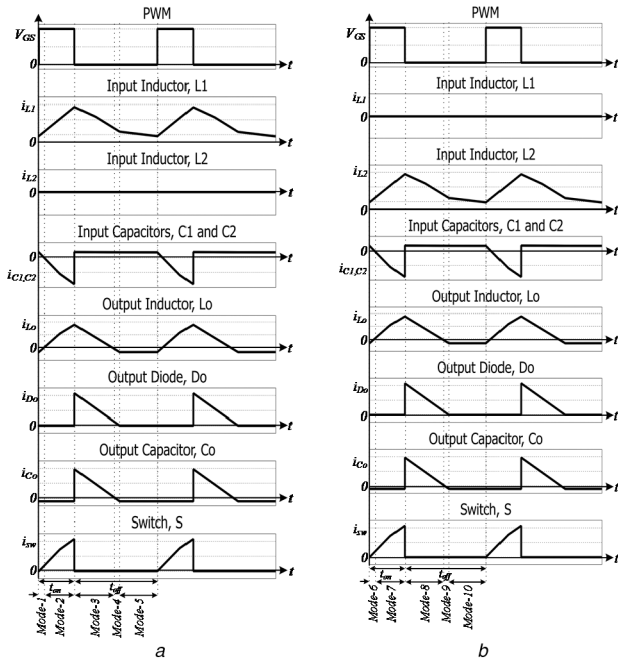 PWM
V_GS
0
t
Input Inductor, L1
i_L1
0
t
Input Inductor, L2
i_L2
0
t
Input Capacitors, C1 and C2
0
t
i_C1,C2
Output Inductor, Lo
i_Lo
0
t
Output Diode, Do
i_Do
0
t
Output Capacitor, Co
i_Co
0
t
Switch, S
i_sw
0
t
t_on
t_off
Mode-1
Mode-2
Mode-3
Mode-4
Mode-5
a
PWM
V_GS
0
t
Input Inductor, L1
i_L1
0
t
Input Inductor, L2
i_L2
0
t
Input Capacitors, C1 and C2
0
t
i_C1,C2
Output Inductor, Lo
i_Lo
0
t
Output Diode, Do
i_Do
0
t
Output Capacitor, Co
i_Co
0
t
Switch, S
i_sw
0
t
t_on
t_off
Mode-6
Mode-7
Mode-8
Mode-9
Mode-10
b